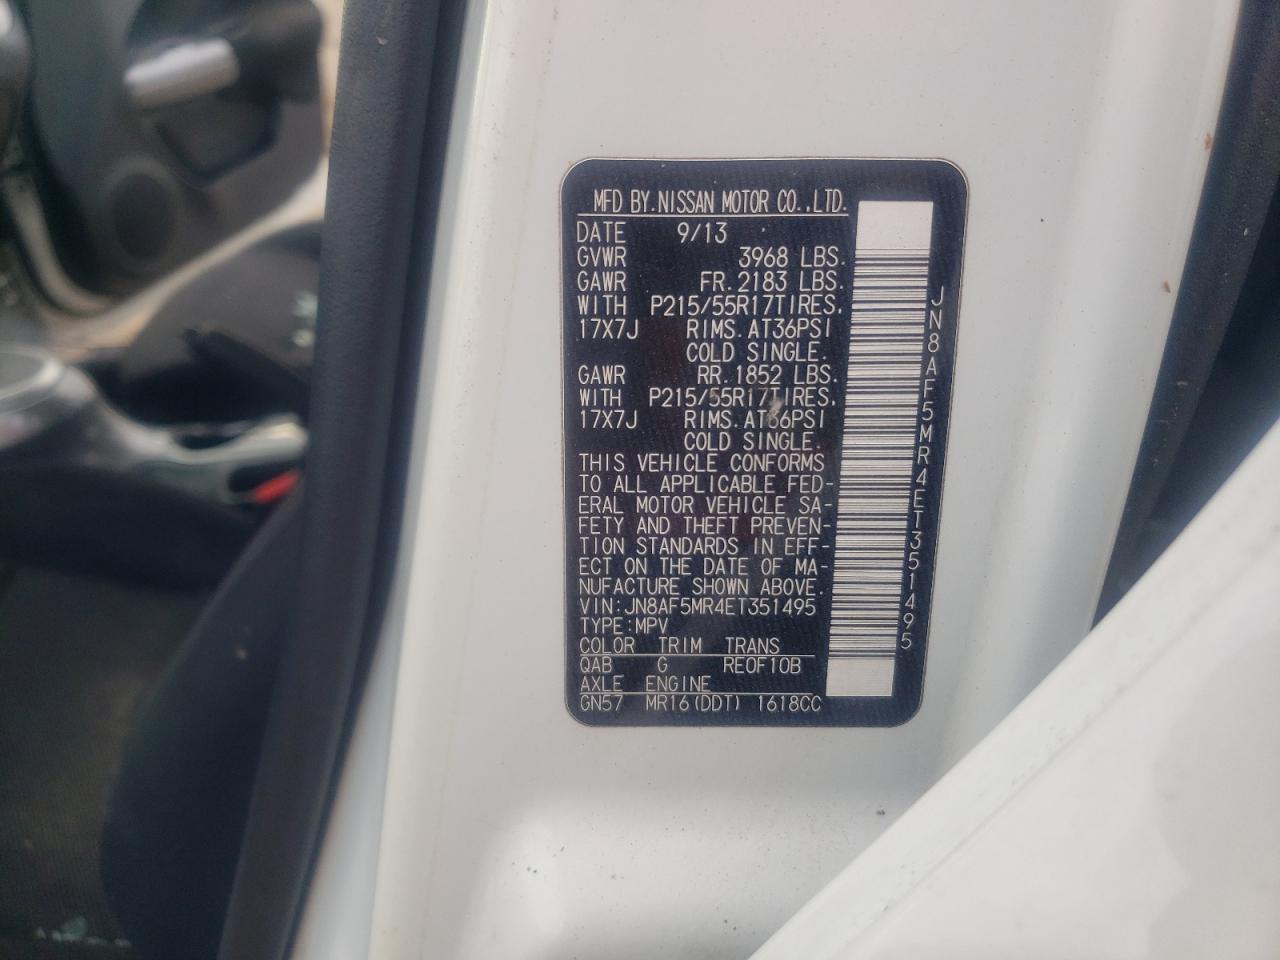 MFD BY.NISSAN MOTOR CO.,LTD.
DATE 9/13
GVWR 3968 LBS.
GAWR FR.2183 LBS.
WITH P215/55R17TIRES.
17X7J RIMS.AT36PSI
COLD SINGLE.
GAWR RR.1852 LBS.
WITH P215/55R17TIRES.
17X7J RIMS.AT36PSI
COLD SINGLE.
THIS VEHICLE CONFORMS
TO ALL APPLICABLE FED-
ERAL MOTOR VEHICLE SA-
FETY AND THEFT PREVEN-
TION STANDARDS IN EFF-
ECT ON THE DATE OF MA-
NUFACTURE SHOWN ABOVE.
VIN:JN8AF5MR4ET351495
TYPE:MPV
COLOR TRIM TRANS
QAB G RE0F10B
AXLE ENGINE
GN57 MR16(DDT) 1618CC
JN8AF5MR4ET351495